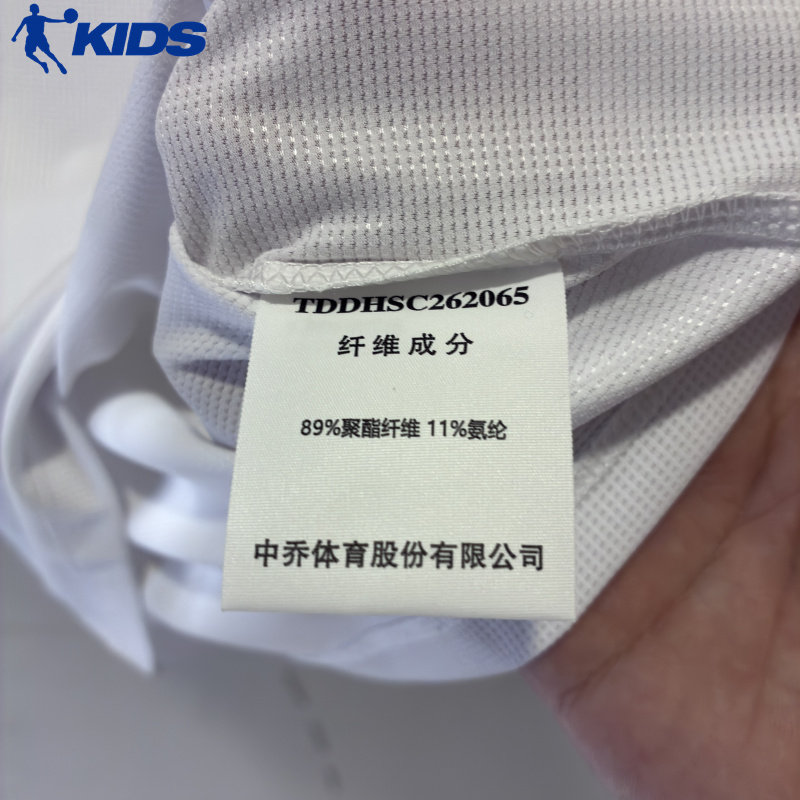 KIDS
TDDHSC262065
纤维成分
89%聚酯纤维 11%氨纶
中乔体育股份有限公司